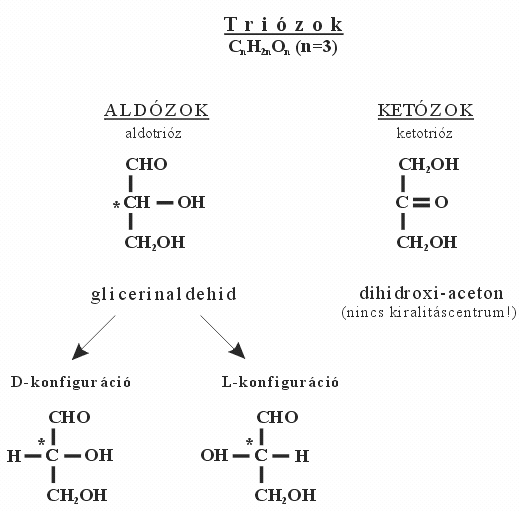 Triózok
CₙH₂ₙOₙ (n=3)
ALDÓZOK
aldotrióz
CHO
*CH — OH
CH₂OH
glicerinaldehid
KETÓZOK
ketotrióz
CH₂OH
C = O
CH₂OH
dihidroxi-aceton
(nincs kiralitáscentrum!)
D-konfiguráció
CHO
*
H — C — OH
CH₂OH
L-konfiguráció
CHO
*
OH — C — H
CH₂OH